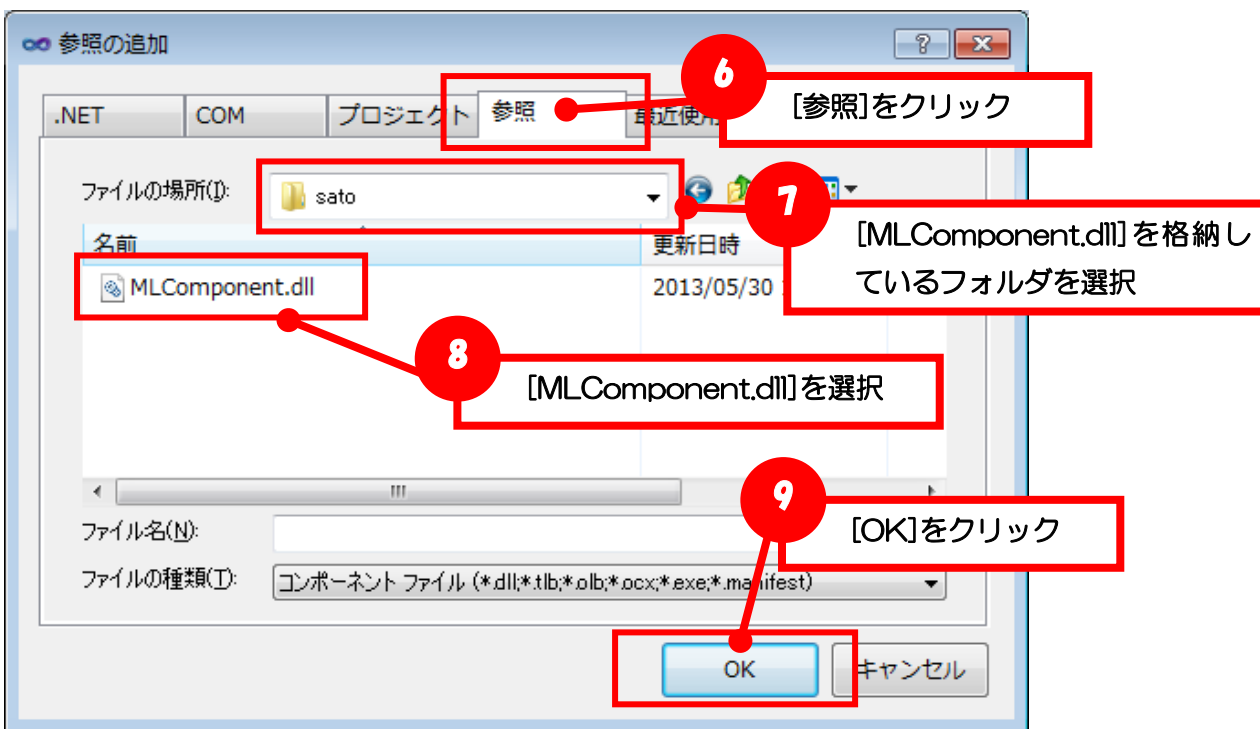 参照の追加
6
[参照]をクリック
.NET
COM
プロジェクト
参照
最近使用
7
[MLComponent.dll]を格納し
ているフォルダを選択
ファイルの場所(I):
sato
名前
更新日時
MLComponent.dll
2013/05/30
8
[MLComponent.dll]を選択
9
[OK]をクリック
ファイル名(N):
ファイルの種類(T):
コンポーネント ファイル (*.dll;*.tlb;*.olb;*.ocx;*.exe;*.manifest)
OK
キャンセル